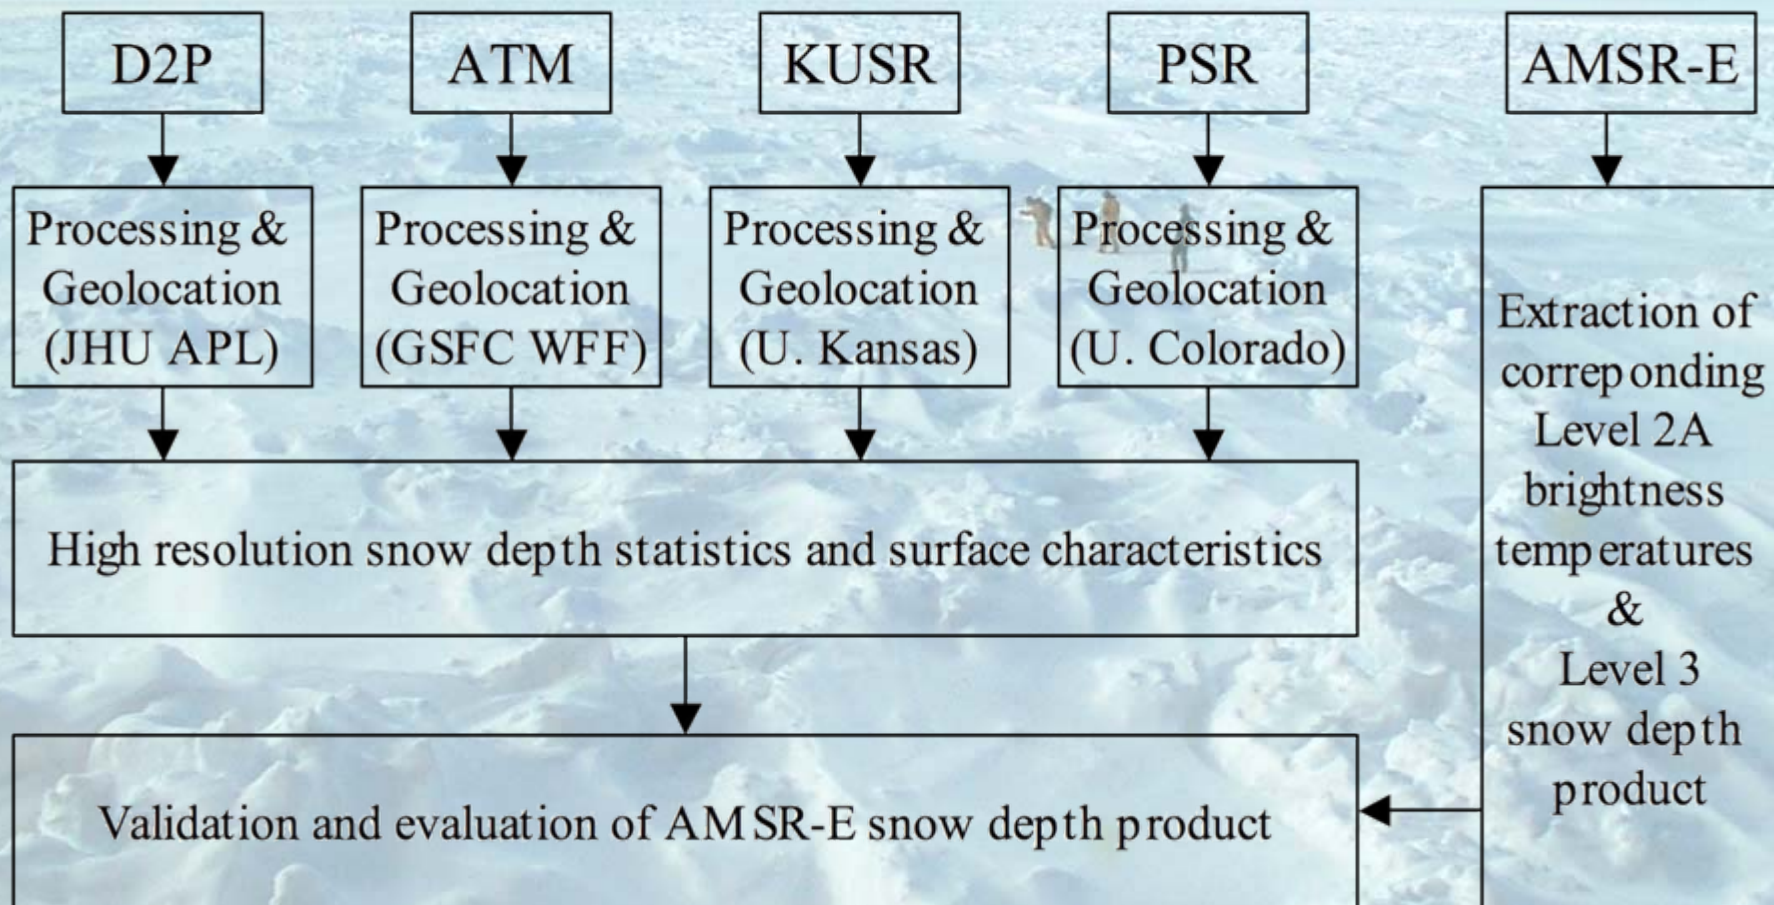 D2P
ATM
KUSR
PSR
AMSR-E
Processing &
Geolocation
(JHU APL)
Processing &
Geolocation
(GSFC WFF)
Processing &
Geolocation
(U. Kansas)
Processing &
Geolocation
(U. Colorado)
Extraction of
correponding
Level 2A
brightness
temperatures
&
Level 3
snow depth
product
High resolution snow depth statistics and surface characteristics
Validation and evaluation of AMSR-E snow depth product